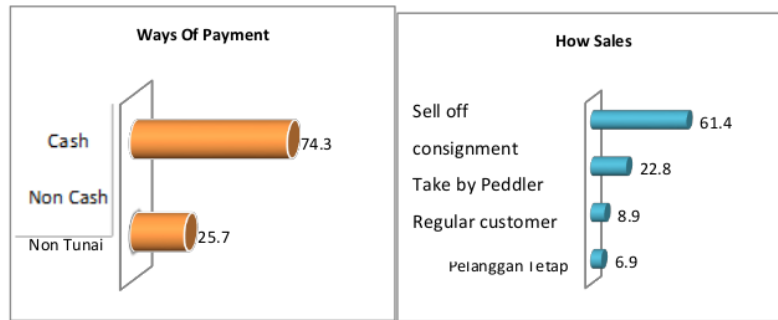 Ways Of Payment
Cash
74.3
Non Cash
Non Tunai
25.7
How Sales
Sell off
61.4
consignment
22.8
Take by Peddler
Regular customer
8.9
Pelanggan Tetap
6.9